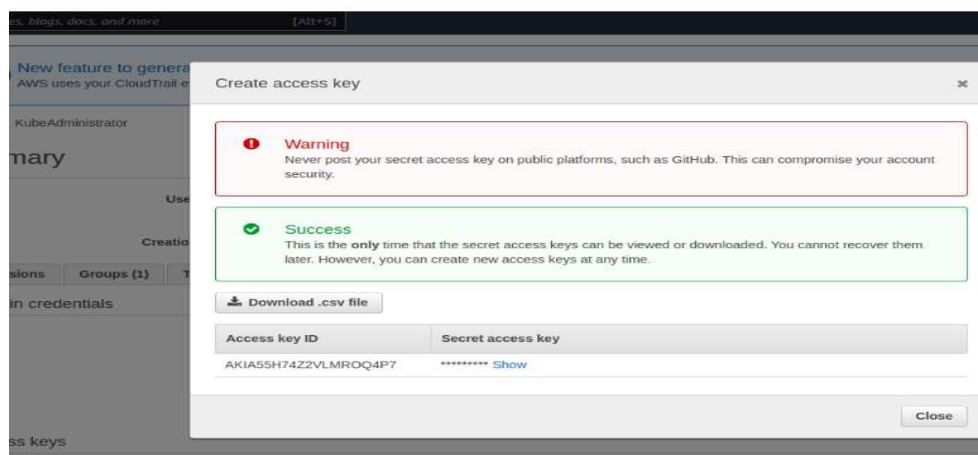 es, blogs, docs, and more [Alt+S]
New feature to genera
AWS uses your CloudTrail e
KubeAdministrator
mary
Use
Creatio
sions Groups (1) T
in credentials
ss keys
Create access key ×
Warning
Never post your secret access key on public platforms, such as GitHub. This can compromise your account
security.
Success
This is the only time that the secret access keys can be viewed or downloaded. You cannot recover them
later. However, you can create new access keys at any time.
Download .csv file
Access key ID Secret access key
AKIA55H74Z2VLMROQ4P7 ********* Show
Close